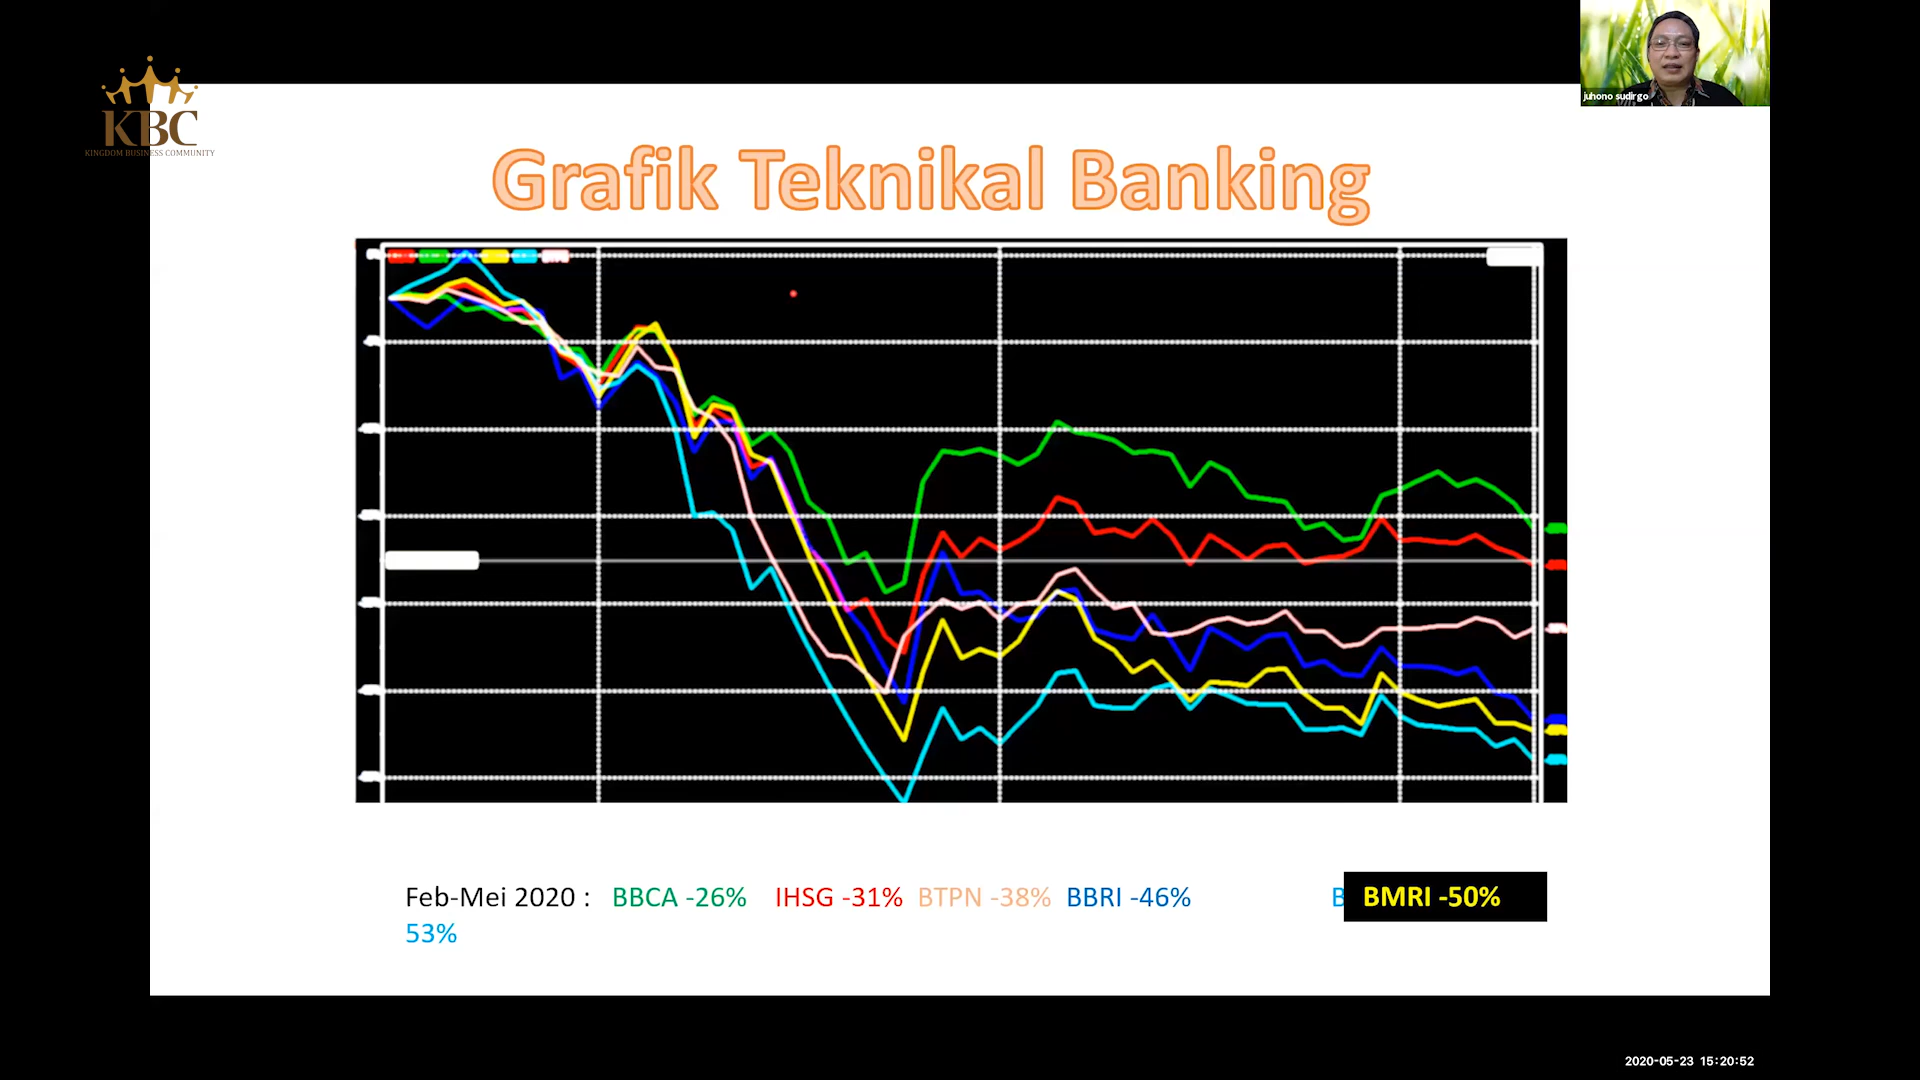 KBC
KINGDOM BUSINESS COMMUNITY
juhono sudirgo
Grafik Teknikal Banking
Feb-Mei 2020 : BBCA -26% IHSG -31% BTPN -38% BBRI -46% BMRI -50%
53%
2020-05-23 15:20:52